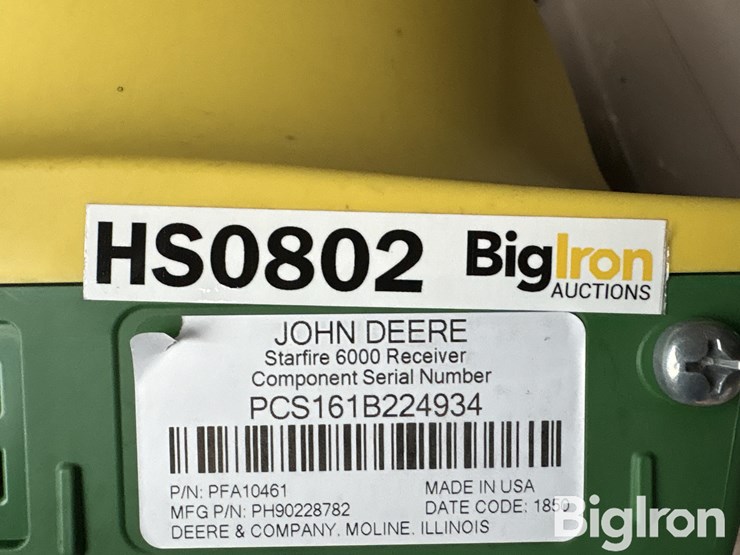 HS0802 BigIron
AUCTIONS
JOHN DEERE
Starfire 6000 Receiver
Component Serial Number
PCS161B224934
P/N: PFA10461 MADE IN USA
MFG P/N: PH90228782 DATE CODE: 1850
DEERE & COMPANY. MOLINE. ILLINOIS
BigIron